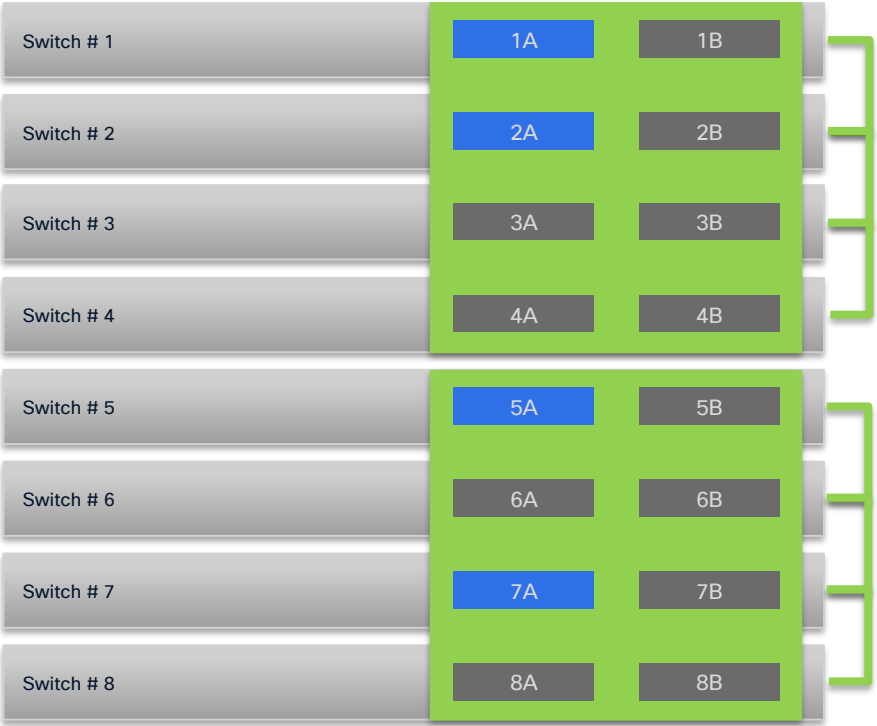 Switch # 1 1A 1B
Switch # 2 2A 2B
Switch # 3 3A 3B
Switch # 4 4A 4B
Switch # 5 5A 5B
Switch # 6 6A 6B
Switch # 7 7A 7B
Switch # 8 8A 8B